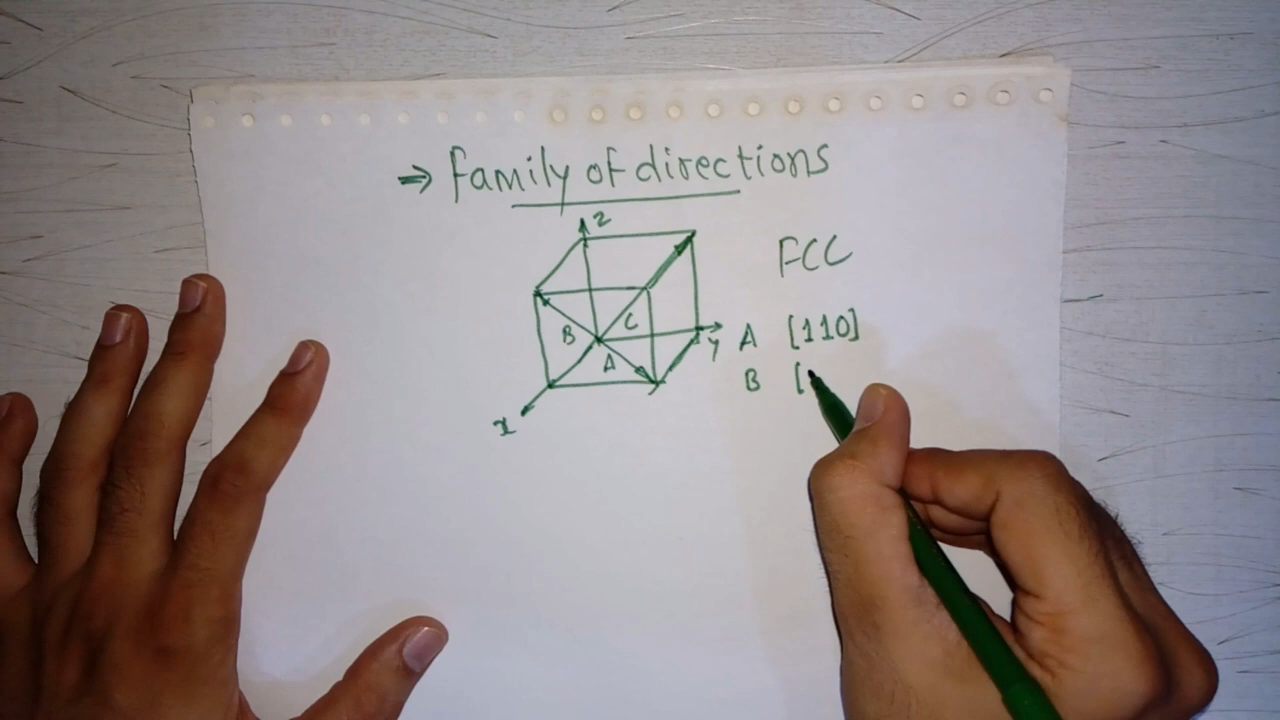 ⇒ family of directions
z
FCC
B
C
y
A [110]
A
B [
x